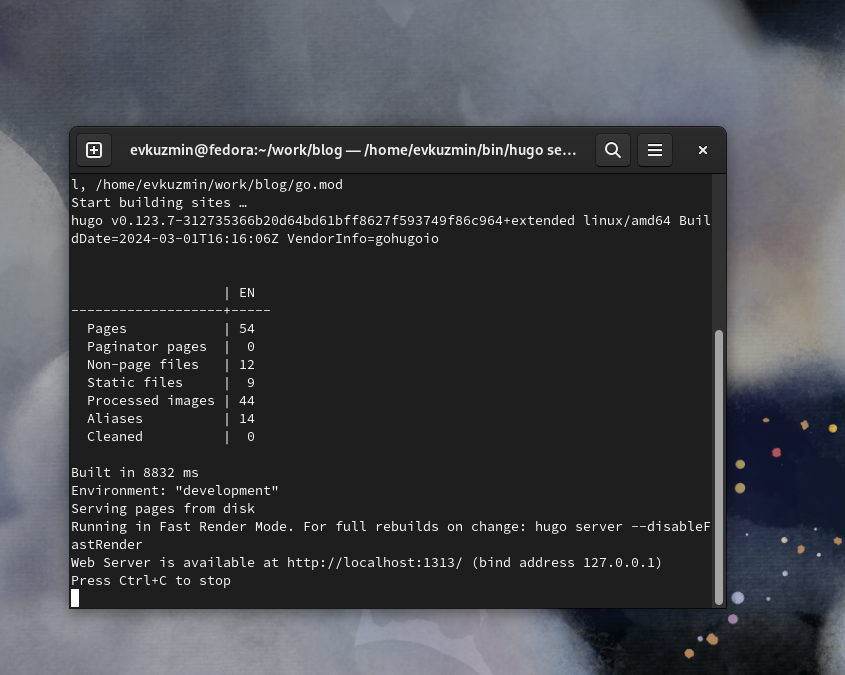 evkuzmin@fedora:~/work/blog — /home/evkuzmin/bin/hugo se…
l, /home/evkuzmin/work/blog/go.mod
Start building sites …
hugo v0.123.7-312735366b20d64bd61bff8627f593749f86c964+extended linux/amd64 Buil
dDate=2024-03-01T16:16:06Z VendorInfo=gohugoio
                   | EN
-------------------+-----
  Pages            | 54
  Paginator pages  |  0
  Non-page files   | 12
  Static files     |  9
  Processed images | 44
  Aliases          | 14
  Cleaned          |  0
Built in 8832 ms
Environment: "development"
Serving pages from disk
Running in Fast Render Mode. For full rebuilds on change: hugo server --disableF
astRender
Web Server is available at http://localhost:1313/ (bind address 127.0.0.1)
Press Ctrl+C to stop